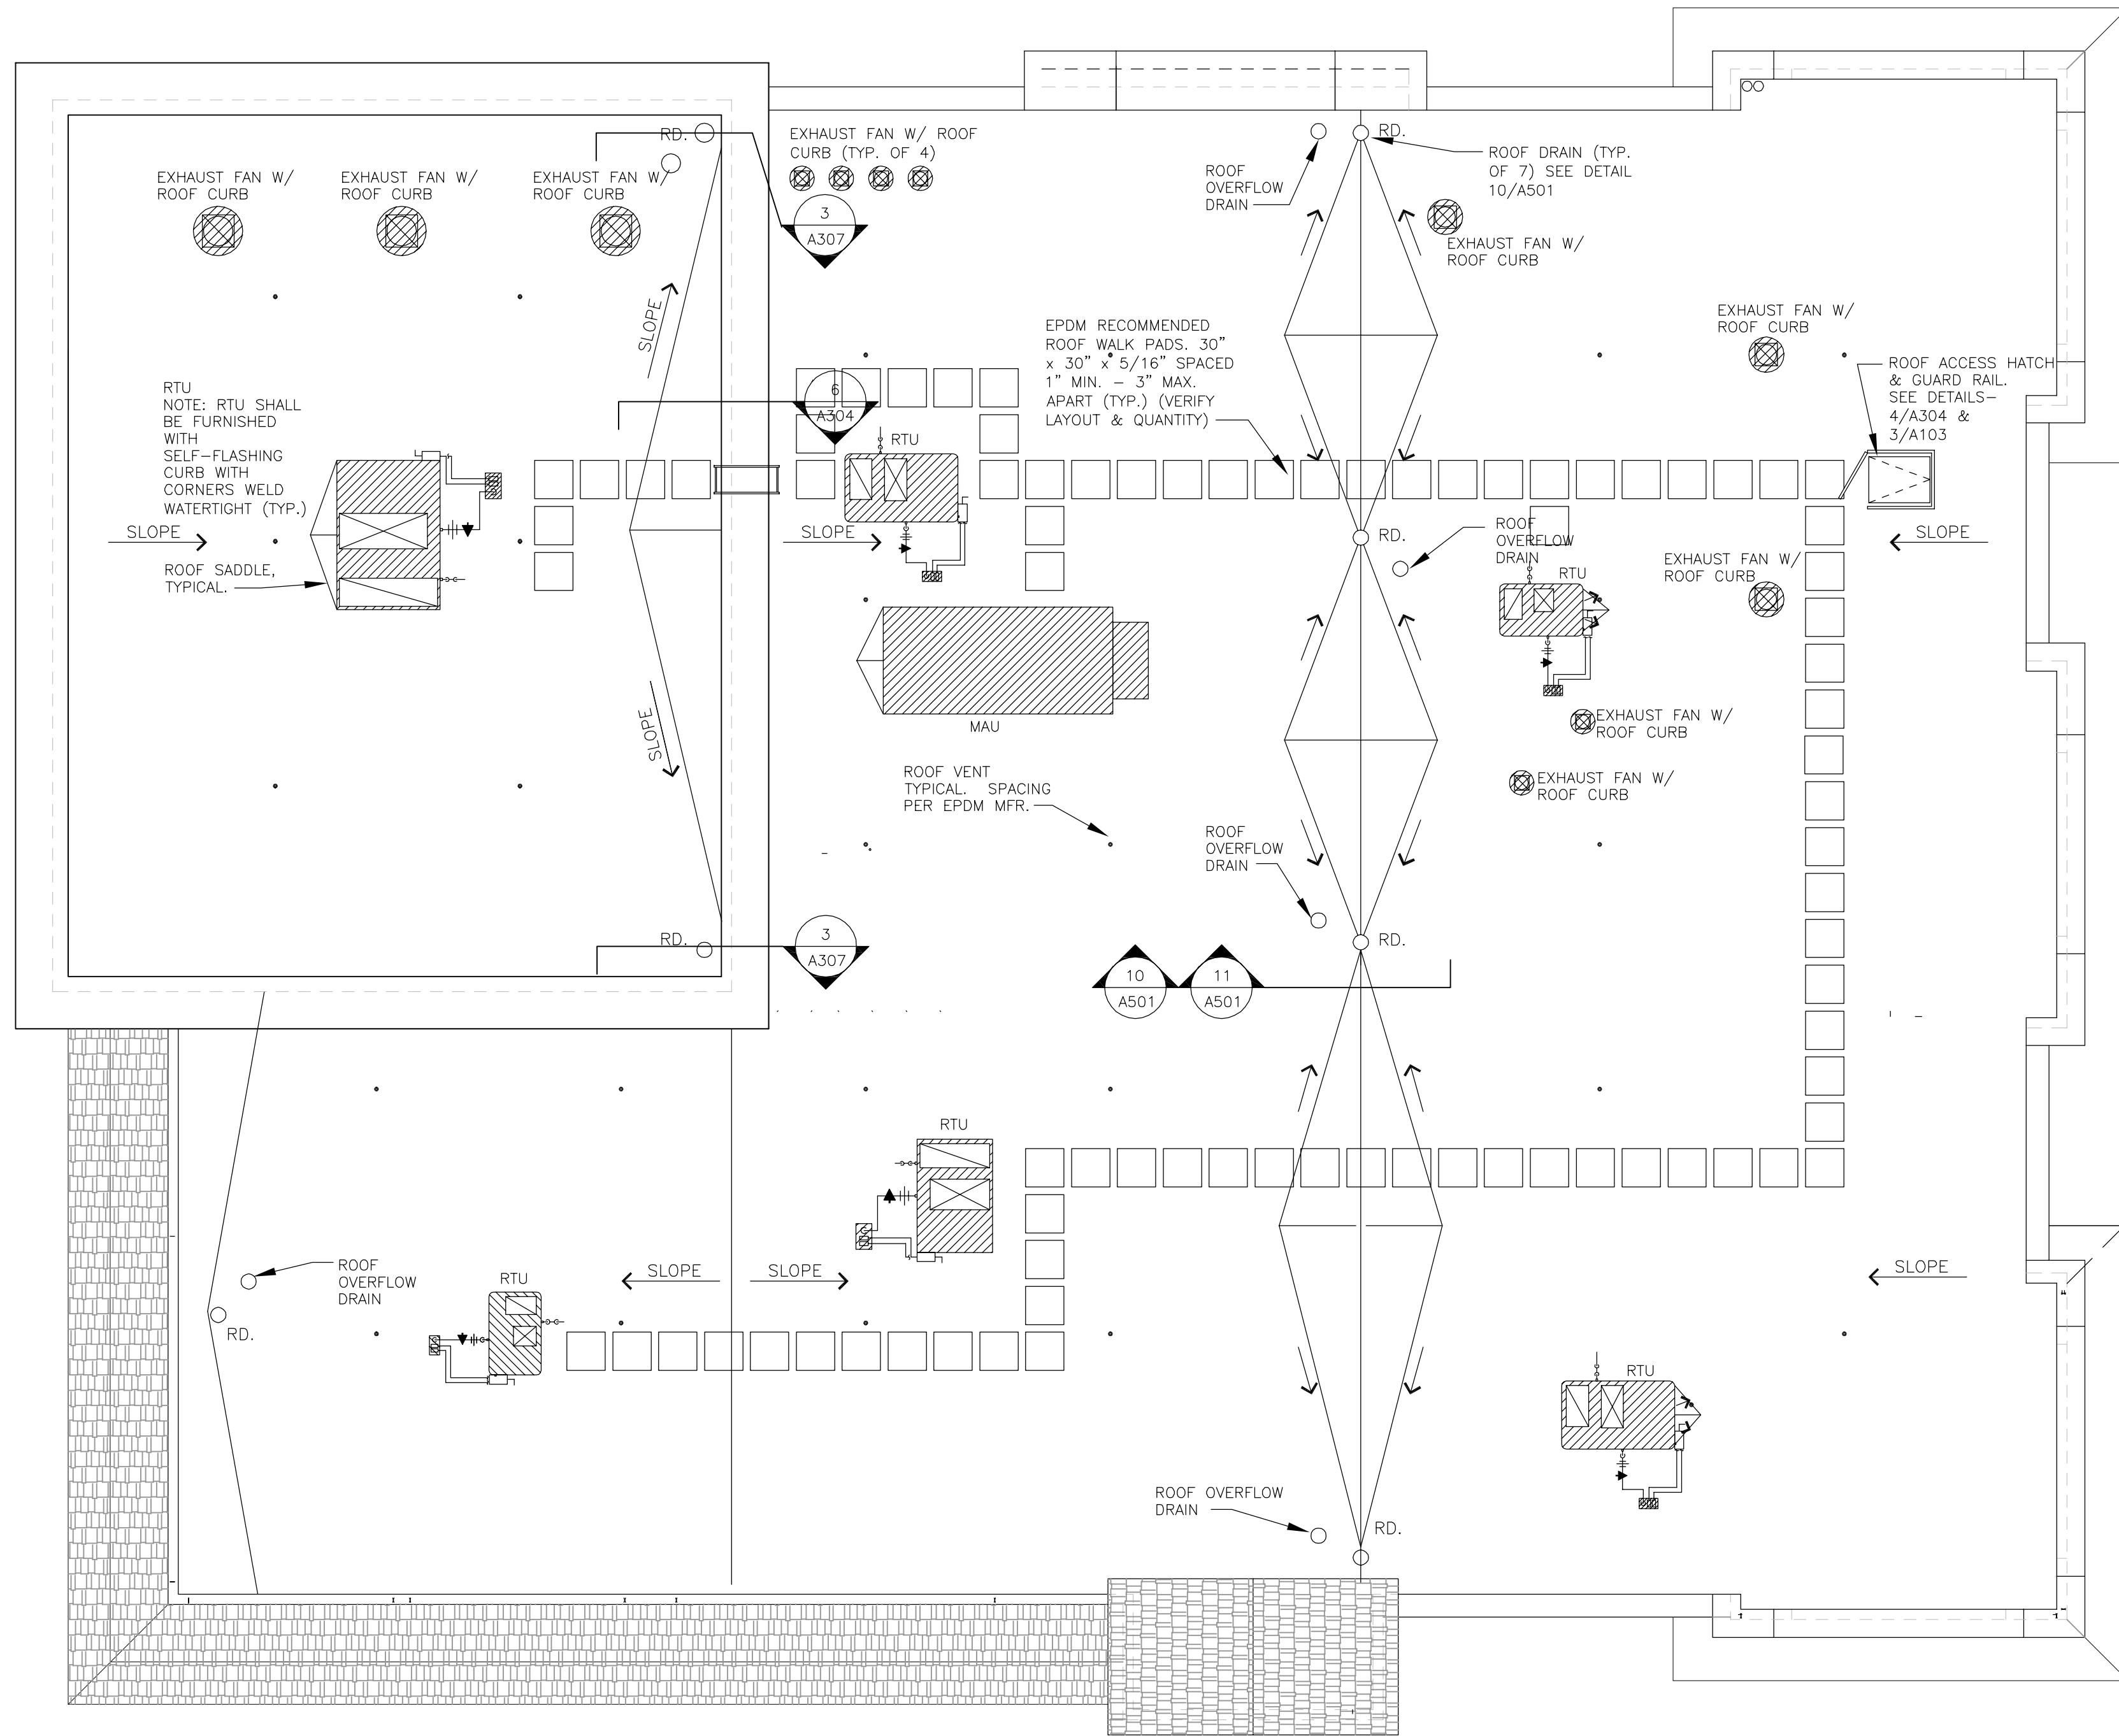 RD.
EXHAUST FAN W/ ROOF
CURB (TYP. OF 4)
RD.
ROOF
OVERFLOW
DRAIN
ROOF DRAIN (TYP.
OF 7) SEE DETAIL
10/A501
EXHAUST FAN W/
ROOF CURB
EXHAUST FAN W/
ROOF CURB
EXHAUST FAN W/
ROOF CURB
3
A307
EXHAUST FAN W/
ROOF CURB
SLOPE
EPDM RECOMMENDED
ROOF WALK PADS. 30"
x 30" x 5/16" SPACED
1" MIN. – 3" MAX.
APART (TYP.) (VERIFY
LAYOUT & QUANTITY)
EXHAUST FAN W/
ROOF CURB
ROOF ACCESS HATCH
& GUARD RAIL.
SEE DETAILS–
4/A304 &
3/A103
RTU
NOTE: RTU SHALL
BE FURNISHED
WITH
SELF–FLASHING
CURB WITH
CORNERS WELD
WATERTIGHT (TYP.)
6
A304
RTU
SLOPE
SLOPE
RD.
ROOF
OVERFLOW
DRAIN
SLOPE
ROOF SADDLE,
TYPICAL.
RTU
EXHAUST FAN W/
ROOF CURB
SLOPE
MAU
EXHAUST FAN W/
ROOF CURB
ROOF VENT
TYPICAL. SPACING
PER EPDM MFR.
EXHAUST FAN W/
ROOF CURB
ROOF
OVERFLOW
DRAIN
RD.
3
A307
RD.
10
A501
11
A501
RTU
ROOF
OVERFLOW
DRAIN
RTU
SLOPE
SLOPE
SLOPE
RD.
RTU
ROOF OVERFLOW
DRAIN
RD.